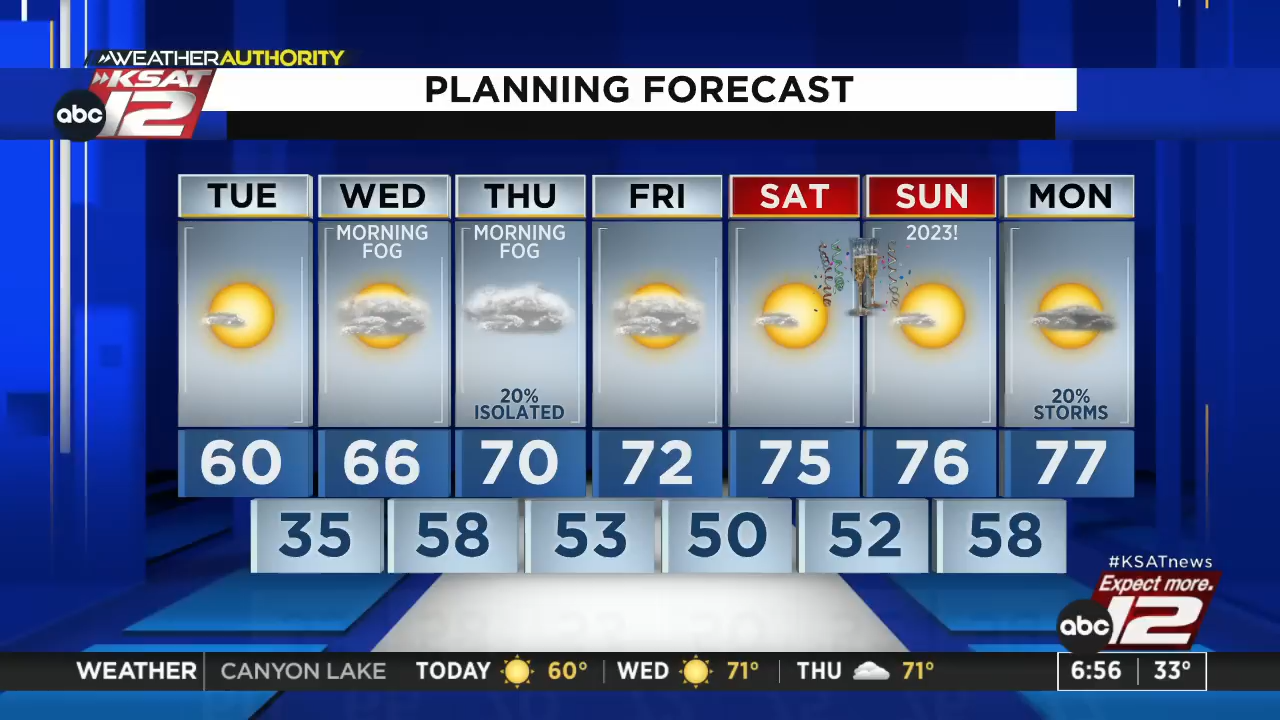 WEATHERAUTHORITY
KSAT
abc 12
PLANNING FORECAST
TUE WED THU FRI SAT SUN MON
MORNING FOG
MORNING FOG
2023!
20% ISOLATED
20% STORMS
60 66 70 72 75 76 77
35 58 53 50 52 58
#KSATnews
Expect more.
abc 12
WEATHER CANYON LAKE TODAY 60° WED 71° THU 71° 6:56 33°